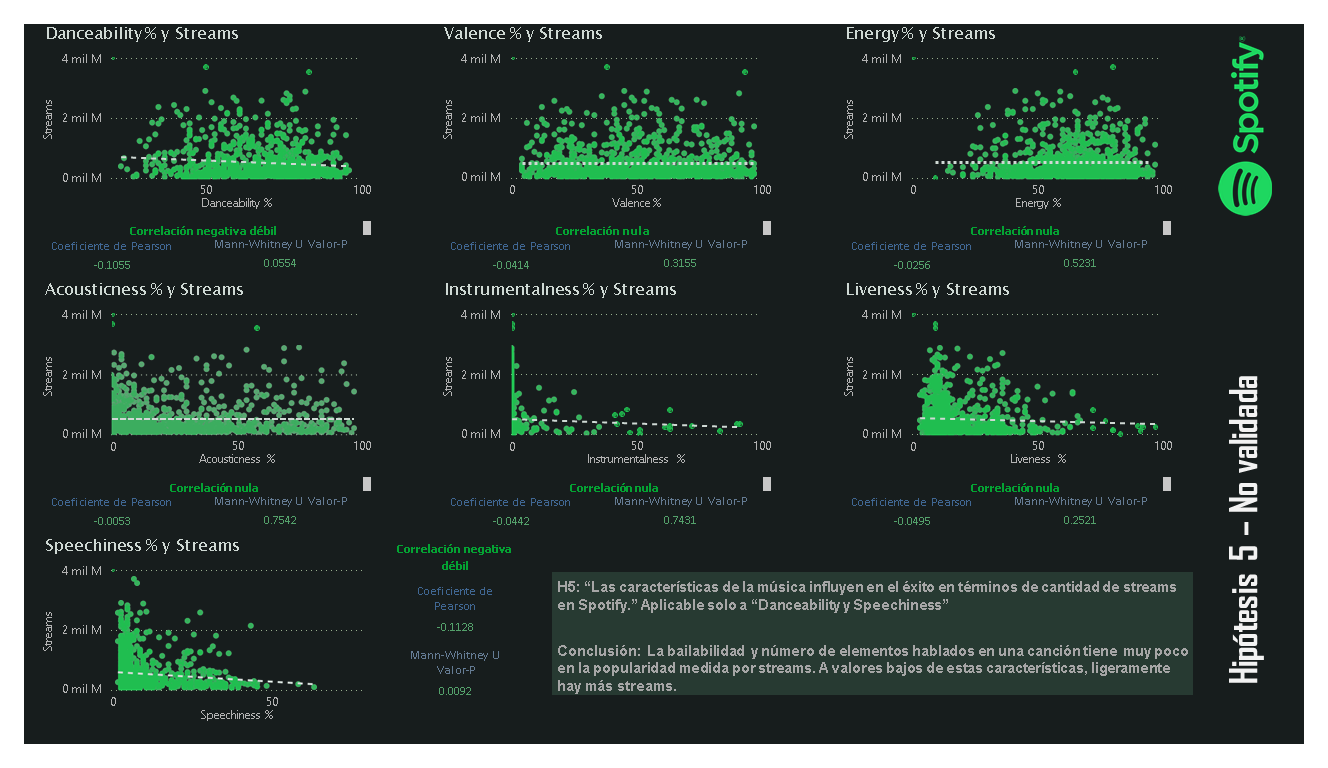 Danceability % y Streams
4 mil M
2 mil M
0 mil M
Streams
50
100
Danceability %
Correlación negativa débil
Coeficiente de Pearson
Mann-Whitney U Valor-P
-0.1055
0.0554
Valence % y Streams
4 mil M
2 mil M
0 mil M
Streams
0
50
100
Valence %
Correlación nula
Coeficiente de Pearson
Mann-Whitney U Valor-P
-0.0414
0.3155
Energy % y Streams
4 mil M
2 mil M
0 mil M
Streams
0
50
100
Energy %
Correlación nula
Coeficiente de Pearson
Mann-Whitney U Valor-P
-0.0256
0.5231
Spotify
Acousticness % y Streams
4 mil M
2 mil M
0 mil M
Streams
0
50
100
Acousticness %
Correlación nula
Coeficiente de Pearson
Mann-Whitney U Valor-P
-0.0053
0.7542
Instrumentalness % y Streams
4 mil M
2 mil M
0 mil M
Streams
0
50
100
Instrumentalness %
Correlación nula
Coeficiente de Pearson
Mann-Whitney U Valor-P
-0.0442
0.7431
Liveness % y Streams
4 mil M
2 mil M
0 mil M
Streams
0
50
100
Liveness %
Correlación nula
Coeficiente de Pearson
Mann-Whitney U Valor-P
-0.0495
0.2521
Hipótesis 5 - No validada
Speechiness % y Streams
4 mil M
2 mil M
0 mil M
Streams
0
50
Speechiness %
Correlación negativa
débil
Coeficiente de
Pearson
-0.1128
Mann-Whitney U
Valor-P
0.0092
H5: “Las características de la música influyen en el éxito en términos de cantidad de streams
en Spotify.” Aplicable solo a “Danceability y Speechiness”
Conclusión: La bailabilidad y número de elementos hablados en una canción tiene muy poco
en la popularidad medida por streams. A valores bajos de estas características, ligeramente
hay más streams.